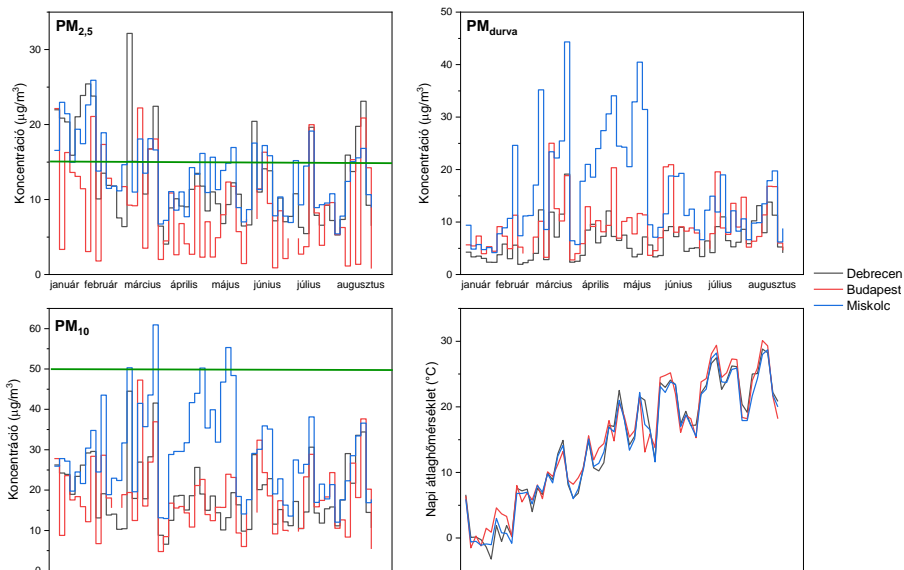 PM2,5
Koncentráció (μg/m³)
30
20
10
0
január február március április május június július augusztus
PMdurva
Koncentráció (μg/m³)
50
40
30
20
10
0
január február március április május június július augusztus
Debrecen
Budapest
Miskolc
PM10
Koncentráció (μg/m³)
60
50
40
30
20
10
0
Napi átlaghőmérséklet (°C)
30
20
10
0